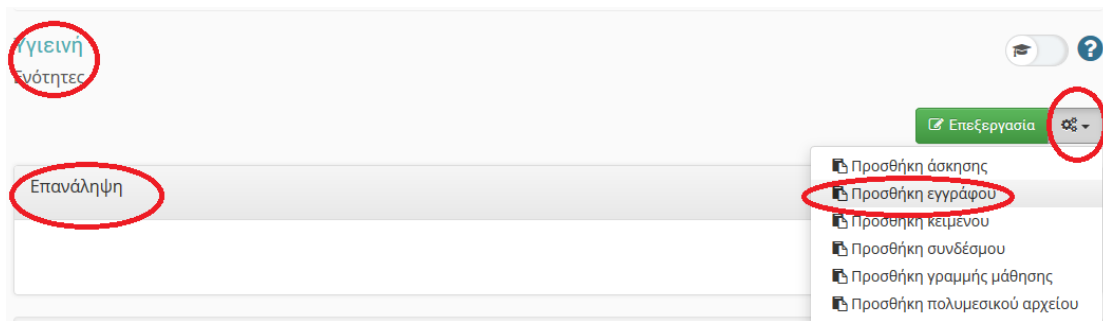 Υγιεινή
Ενότητες
Επεξεργασία
Επανάληψη
Προσθήκη άσκησης
Προσθήκη εγγράφου
Προσθήκη κειμένου
Προσθήκη συνδέσμου
Προσθήκη γραμμής μάθησης
Προσθήκη πολυμεσικού αρχείου